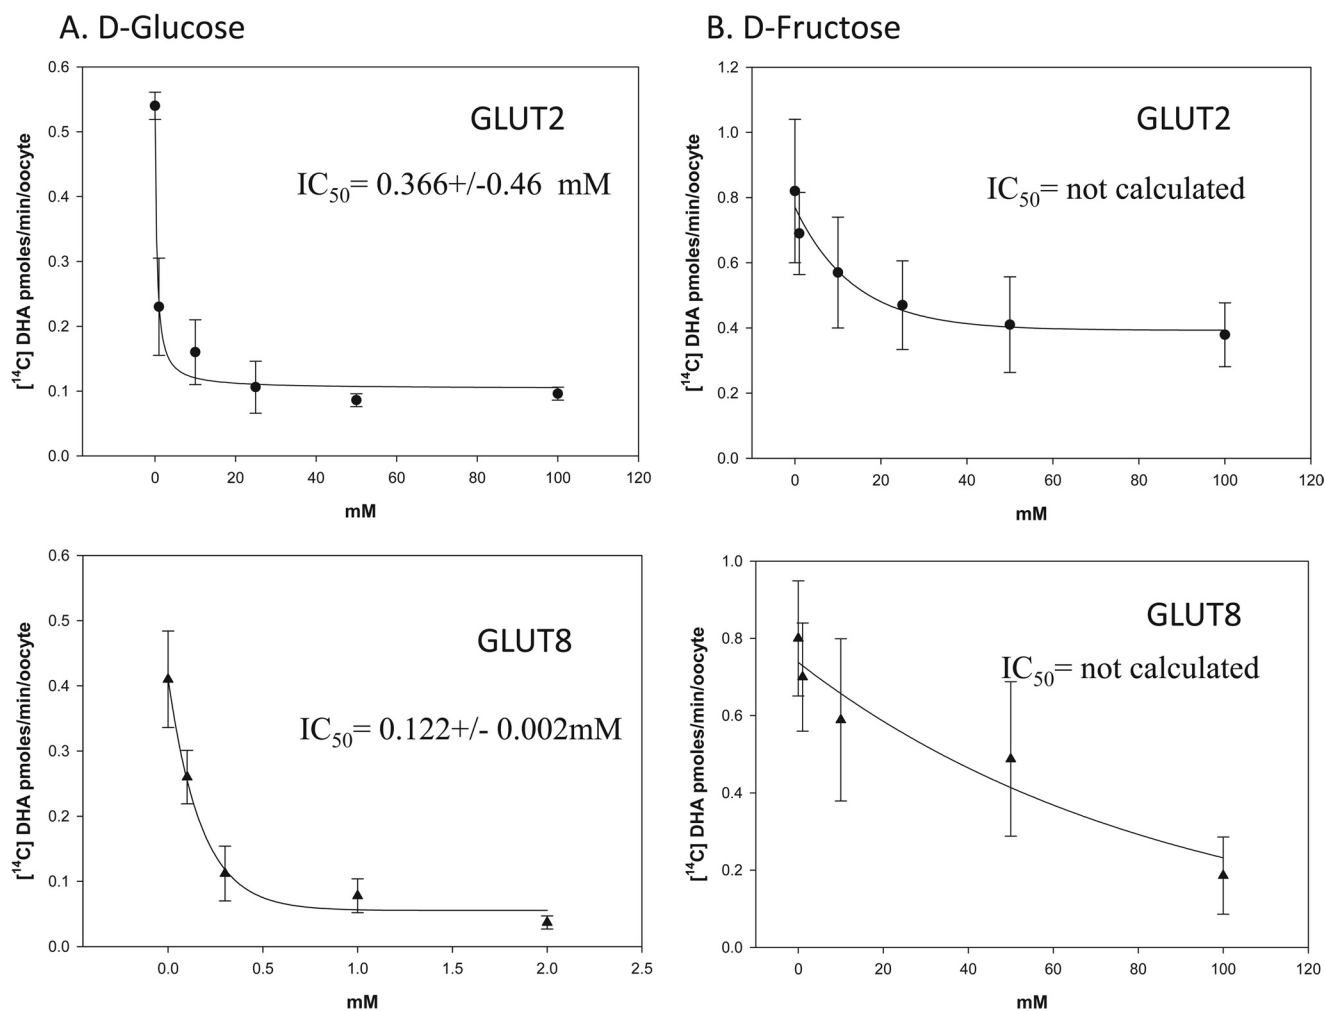 A. D-Glucose
0.6
0.5
0.4
0.3
0.2
0.1
0.0
[¹⁴C] DHA pmoles/min/oocyte
GLUT2
IC₅₀= 0.366+/-0.46 mM
0 20 40 60 80 100 120
mM
B. D-Fructose
1.2
1.0
0.8
0.6
0.4
0.2
0.0
[¹⁴C] DHA pmoles/min/oocyte
GLUT2
IC₅₀= not calculated
0 20 40 60 80 100 120
mM
0.6
0.5
0.4
0.3
0.2
0.1
0.0
[¹⁴C] DHA pmoles/min/oocyte
GLUT8
IC₅₀= 0.122+/- 0.002mM
0.0 0.5 1.0 1.5 2.0 2.5
mM
1.0
0.8
0.6
0.4
0.2
0.0
[¹⁴C] DHA pmoles/min/oocyte
GLUT8
IC₅₀= not calculated
0 20 40 60 80 100 120
mM